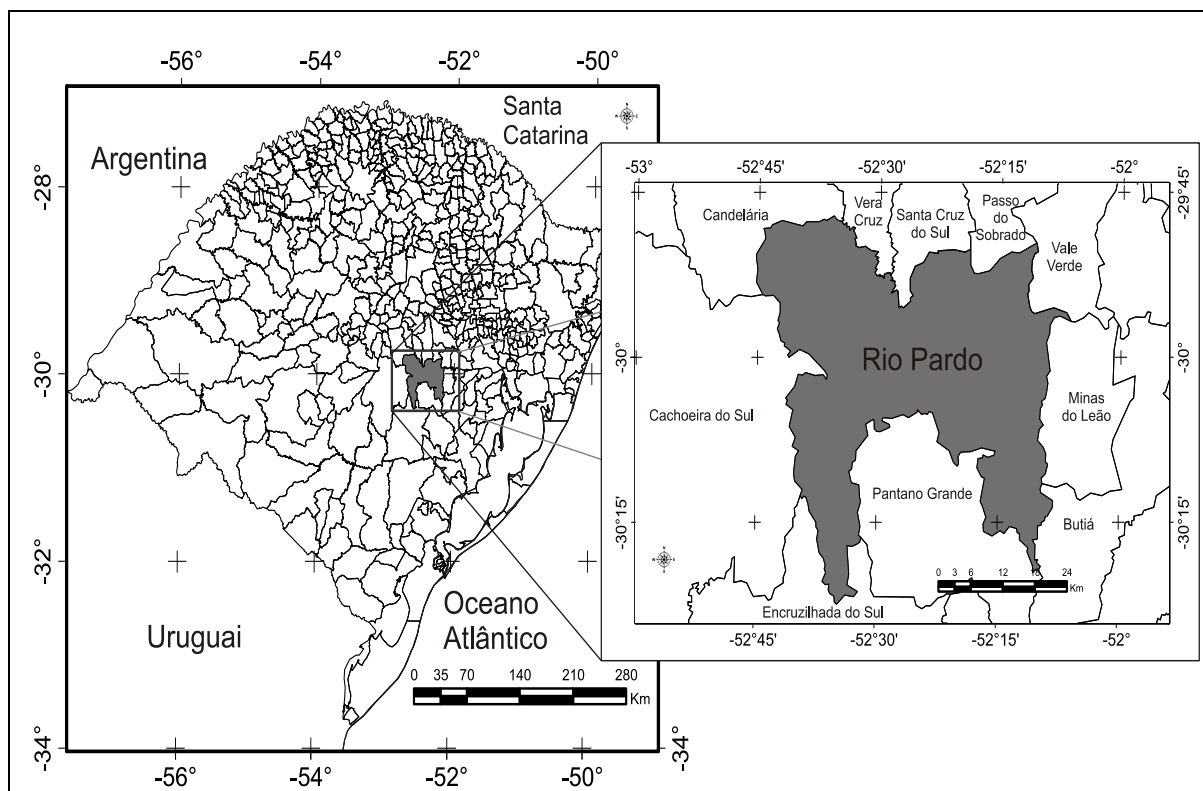 -56°
-54°
-52°
-50°
Santa
Catarina
Argentina
-28°
-30°
-32°
-34°
Uruguai
Oceano
Atlântico
0 35 70 140 210 280
Km
-56°
-54°
-52°
-50°
-34°
-53°
-52°45
-52°30
-52°15
-52°
-29°45
Candelária
Vera
Cruz
Santa Cruz
do Sul
Passo
do
Sobrado
Vale
Verde
Rio Pardo
-30°
Cachoeira do Sul
Minas
do Leão
Pantano Grande
-30°15
Butiá
0 3 6 12 18 24
Km
Encruzilhada do Sul
-52°45
-52°30
-52°15
-52°